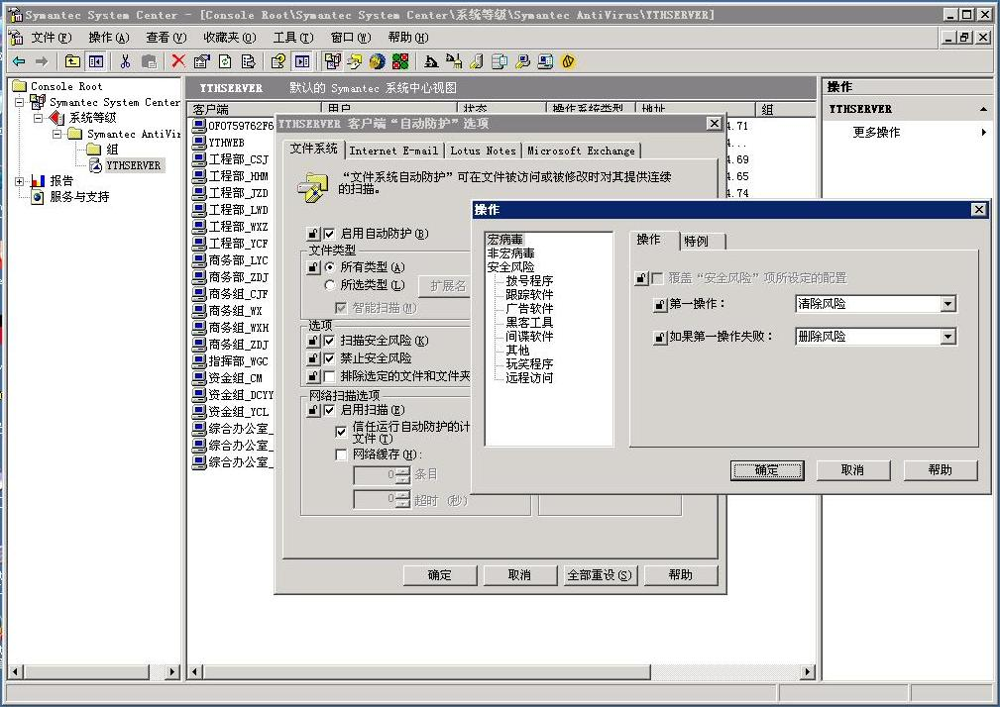 Symantec System Center - [Console Root\Symantec System Center\系统等级\Symantec AntiVirus\YTHSERVER]
文件(F) 操作(A) 查看(V) 收藏夹(O) 工具(T) 窗口(W) 帮助(H)
Console Root
Symantec System Center
系统等级
Symantec AntiVir
组
YTHSERVER
报告
服务与支持
YTHSERVER 默认的 Symantec 系统中心视图
客户端 用户 状态 操作系统类型 地址 组
0F0759762F6
4.71
YTHWEB
4...
工程部_CSJ
4.69
工程部_HHM
4.65
工程部_JZD
4.74
工程部_LWD
工程部_WXZ
工程部_YCF
商务部_LYC
商务部_ZDJ
商务组_CJF
商务组_WX
商务组_WXH
商务组_ZDJ
指挥部_WGC
资金组_CM
资金组_DCYY
资金组_YCL
综合办公室_
综合办公室_
综合办公室_
操作
YTHSERVER
更多操作
YTHSERVER 客户端“自动防护”选项
文件系统 Internet E-mail Lotus Notes Microsoft Exchange
“文件系统自动防护”可在文件被访问或被修改时对其提供连续
的扫描。
启用自动防护(B)
文件类型
所有类型(A)
所选类型(L) 扩展名
智能扫描(M)
选项
扫描安全风险(K)
禁止安全风险
排除选定的文件和文件夹
网络扫描选项
启用扫描(E)
信任运行自动防护的计
文件(T)
网络缓存(H):
0 条目
0 超时 (秒)
确定 取消 全部重设(S) 帮助
操作
宏病毒
非宏病毒
安全风险
拨号程序
跟踪软件
广告软件
黑客工具
间谍软件
其他
玩笑程序
远程访问
操作 特例
覆盖“安全风险”项所设定的配置
第一操作: 清除风险
如果第一操作失败: 删除风险
确定 取消 帮助